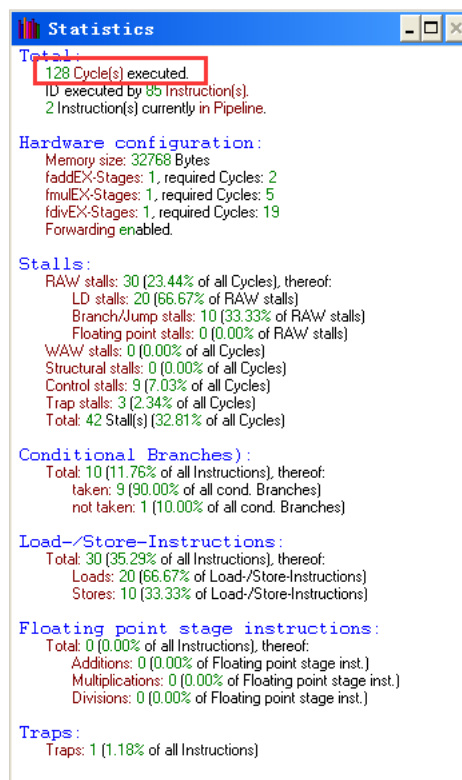 Statistics
Total:
128 Cycle(s) executed.
ID executed by 85 Instruction(s).
2 Instruction(s) currently in Pipeline.
Hardware configuration:
Memory size: 32768 Bytes
faddEX-Stages: 1, required Cycles: 2
fmulEX-Stages: 1, required Cycles: 5
fdivEX-Stages: 1, required Cycles: 19
Forwarding enabled.
Stalls:
RAW stalls: 30 (23.44% of all Cycles), thereof:
LD stalls: 20 (66.67% of RAW stalls)
Branch/Jump stalls: 10 (33.33% of RAW stalls)
Floating point stalls: 0 (0.00% of RAW stalls)
WAW stalls: 0 (0.00% of all Cycles)
Structural stalls: 0 (0.00% of all Cycles)
Control stalls: 9 (7.03% of all Cycles)
Trap stalls: 3 (2.34% of all Cycles)
Total: 42 Stall(s) (32.81% of all Cycles)
Conditional Branches):
Total: 10 (11.76% of all Instructions), thereof:
taken: 9 (90.00% of all cond. Branches)
not taken: 1 (10.00% of all cond. Branches)
Load-/Store-Instructions:
Total: 30 (35.29% of all Instructions), thereof:
Loads: 20 (66.67% of Load-/Store-Instructions)
Stores: 10 (33.33% of Load-/Store-Instructions)
Floating point stage instructions:
Total: 0 (0.00% of all Instructions), thereof:
Additions: 0 (0.00% of Floating point stage inst.)
Multiplications: 0 (0.00% of Floating point stage inst.)
Divisions: 0 (0.00% of Floating point stage inst.)
Traps:
Traps: 1 (1.18% of all Instructions)